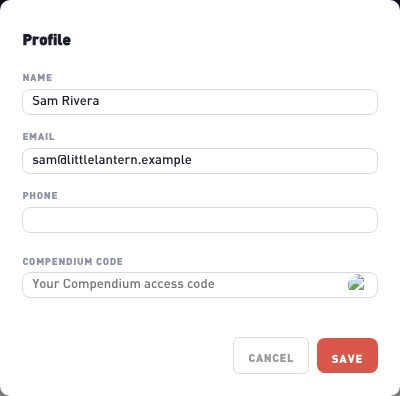 Profile
NAME
Sam Rivera
EMAIL
sam@littlelantern.example
PHONE
COMPENDIUM CODE
Your Compendium access code
CANCEL
SAVE